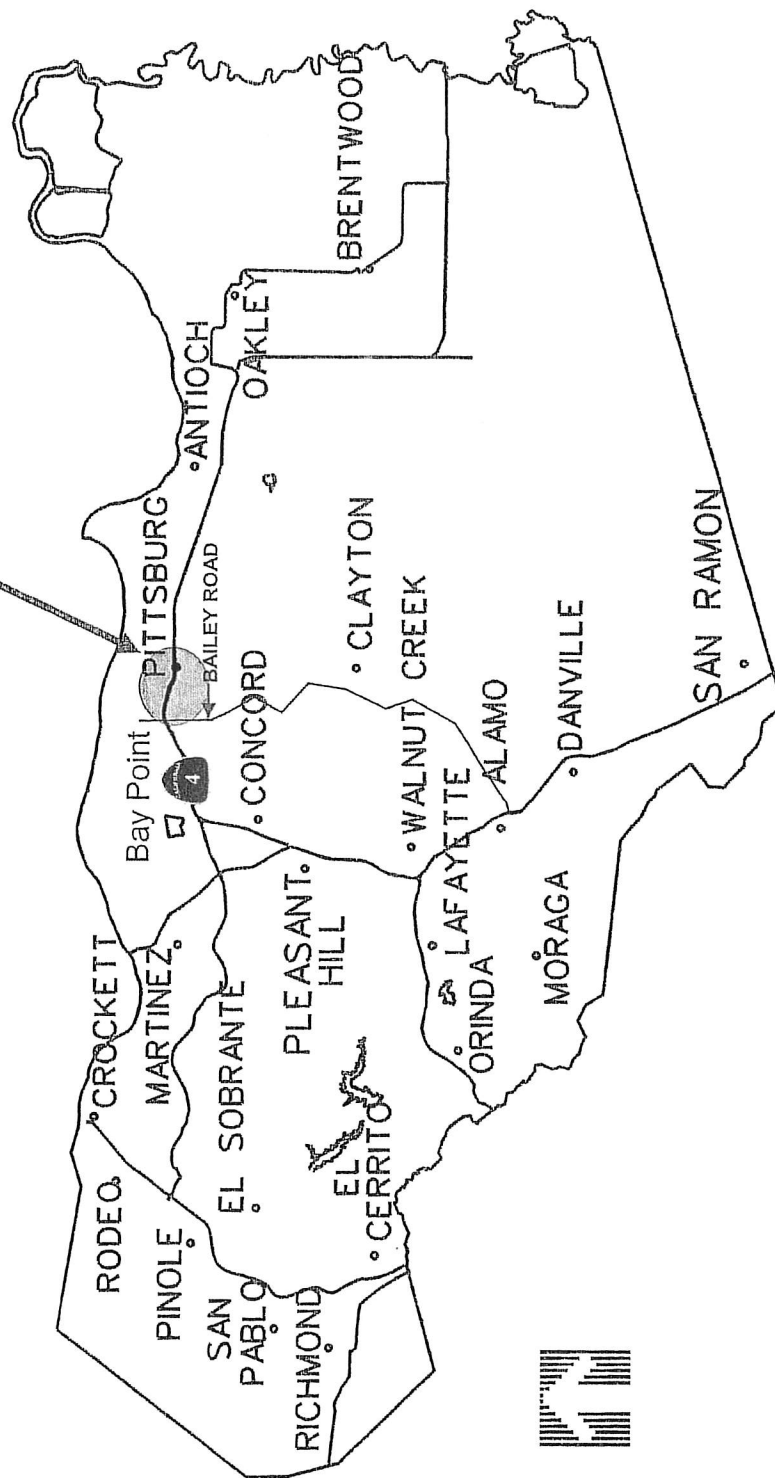 RODEO
CROCKETT
PINOLE
MARTINEZ
SAN
PABLO
EL SOBRANTE
RICHMOND
EL
CERRITO
PLEASANT
HILL
Bay Point
4
PITTSBURG
BAILEY ROAD
ANTIOCH
OAKLEY
BRENTWOOD
CONCORD
CLAYTON
WALNUT CREEK
LAFAYETTE
ORINDA
ALAMO
MORAGA
DANVILLE
SAN RAMON